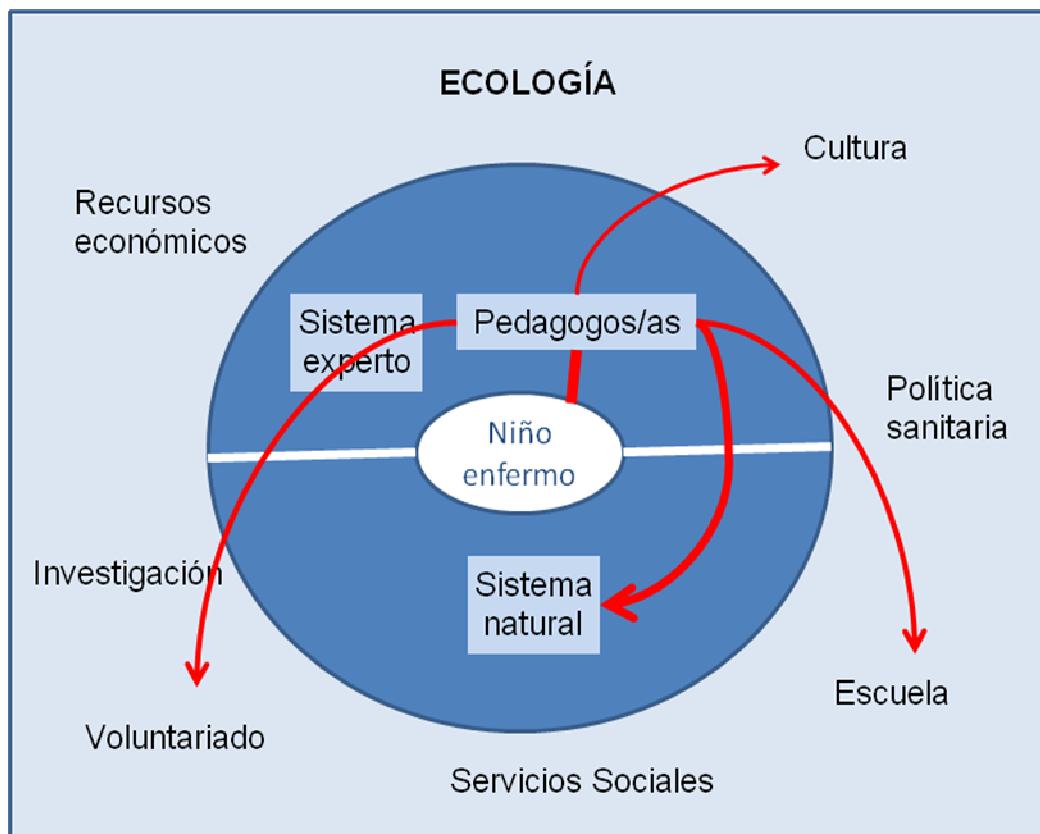 ECOLOGÍA
Cultura
Recursos
económicos
Sistema
experto
Pedagogos/as
Política
sanitaria
Niño
enfermo
Investigación
Sistema
natural
Escuela
Voluntariado
Servicios Sociales